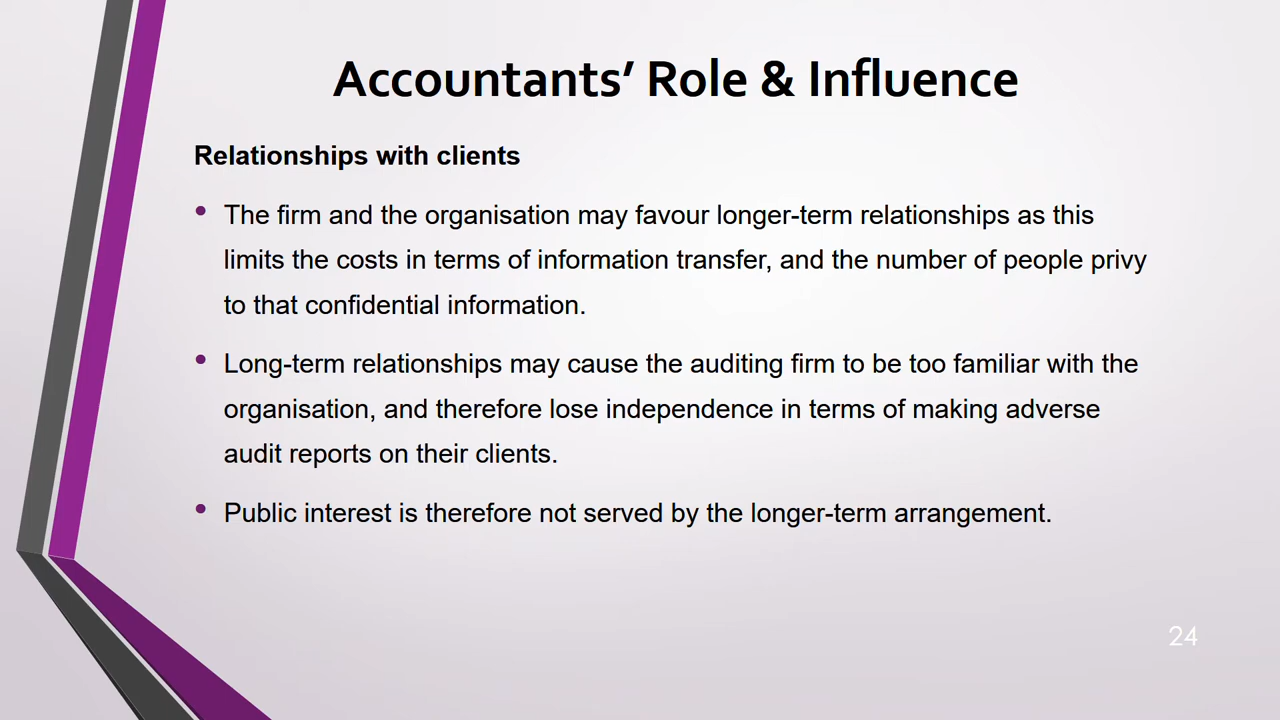 Accountants’ Role & Influence
Relationships with clients
• The firm and the organisation may favour longer-term relationships as this
limits the costs in terms of information transfer, and the number of people privy
to that confidential information.
• Long-term relationships may cause the auditing firm to be too familiar with the
organisation, and therefore lose independence in terms of making adverse
audit reports on their clients.
• Public interest is therefore not served by the longer-term arrangement.
24